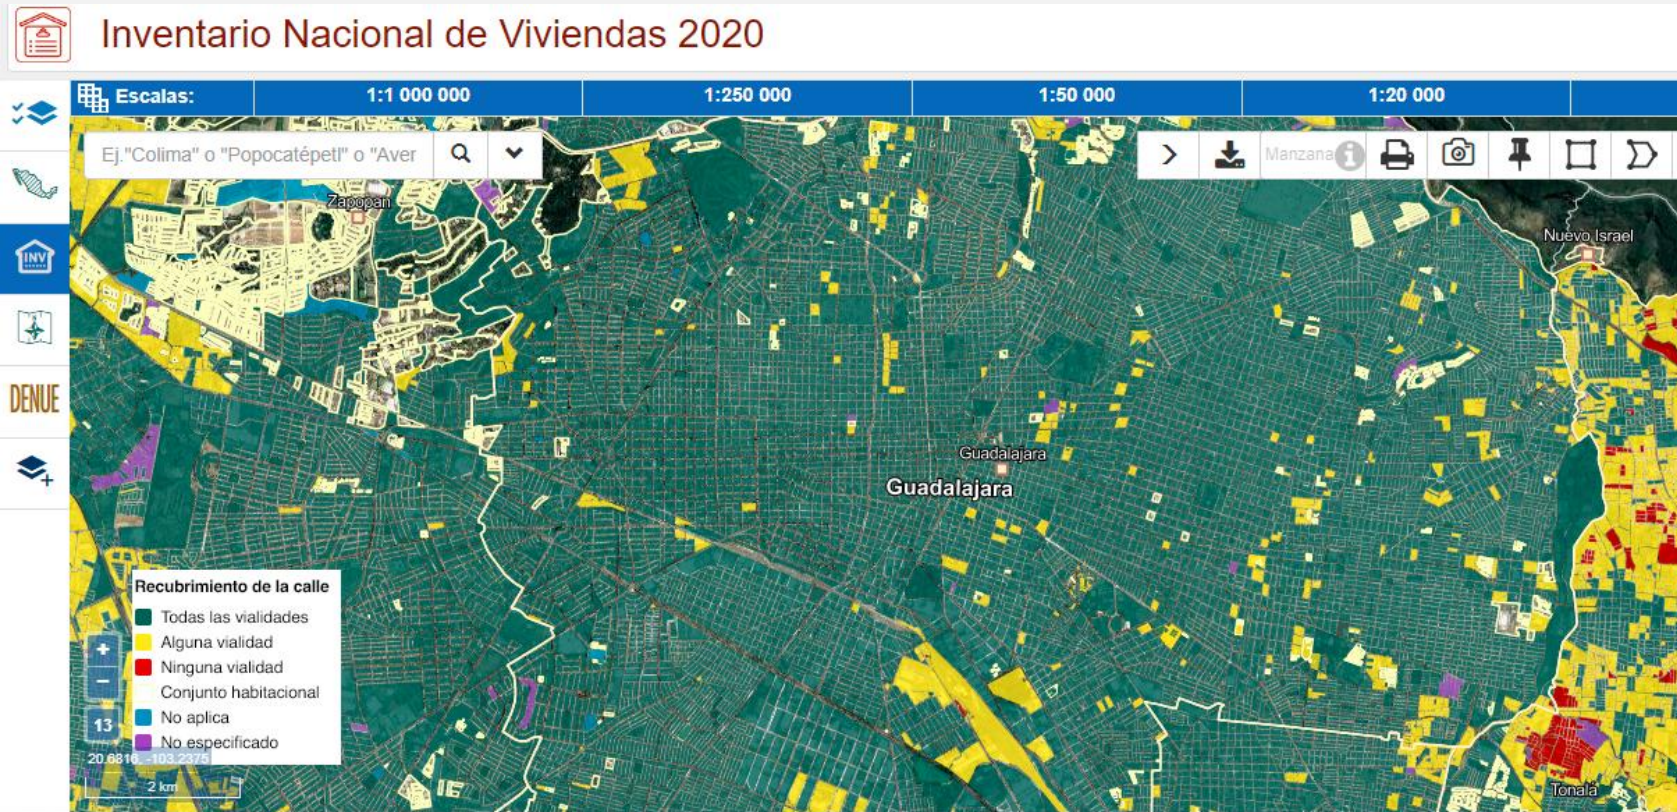 Inventario Nacional de Viviendas 2020
Escalas:
1:1 000 000
1:250 000
1:50 000
1:20 000
Ej."Colima" o "Popocatépetl" o "Aver
Manzana
INV
DENUE
Zapopan
Nuevo Israel
Guadalajara
Guadalajara
Tonalá
Recubrimiento de la calle
Todas las vialidades
Alguna vialidad
Ninguna vialidad
Conjunto habitacional
No aplica
No especificado
+
−
13
20.6816, -103.2375
2 km